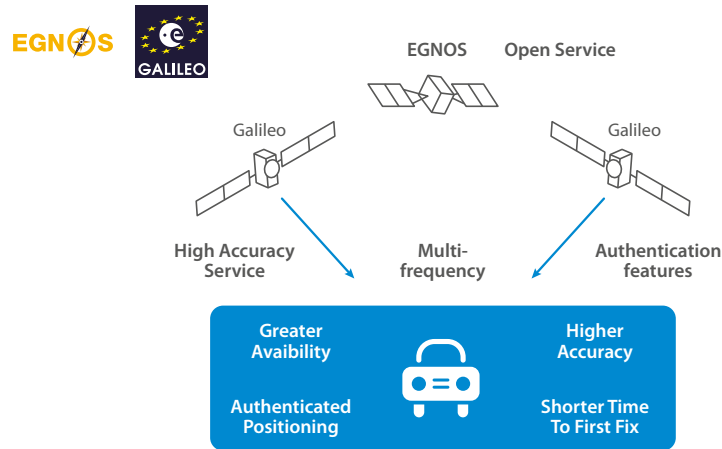 EGNOS
GALILEO
EGNOS Open Service
Galileo
Galileo
High Accuracy
Service
Multi-
frequency
Authentication
features
Greater
Avaibility
Higher
Accuracy
Authenticated
Positioning
Shorter Time
To First Fix